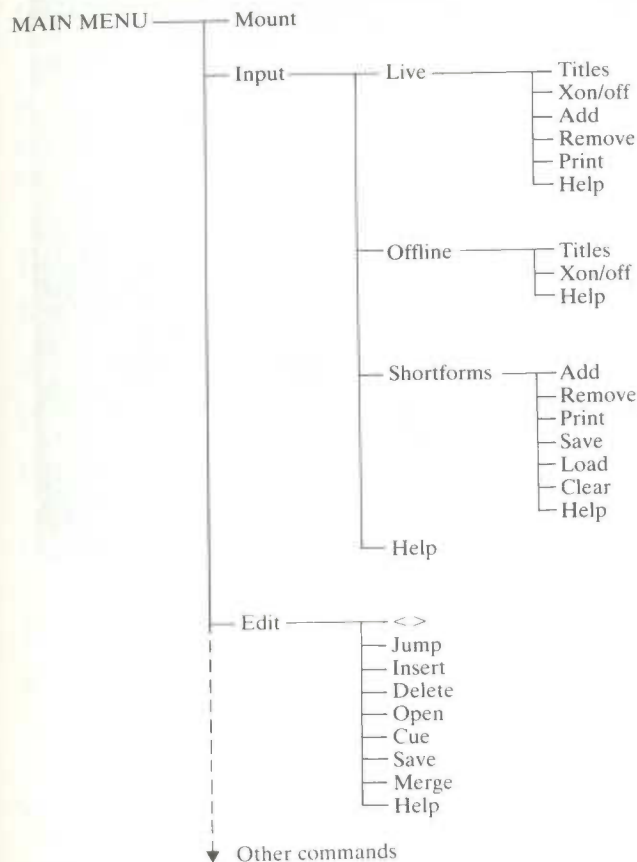 MAIN MENU Mount
Input Live Titles
Xon/off
Add
Remove
Print
Help
Offline Titles
Xon/off
Help
Shortforms Add
Remove
Print
Save
Load
Clear
Help
Help
Edit < >
Jump
Insert
Delete
Open
Cue
Save
Merge
Help
Other commands